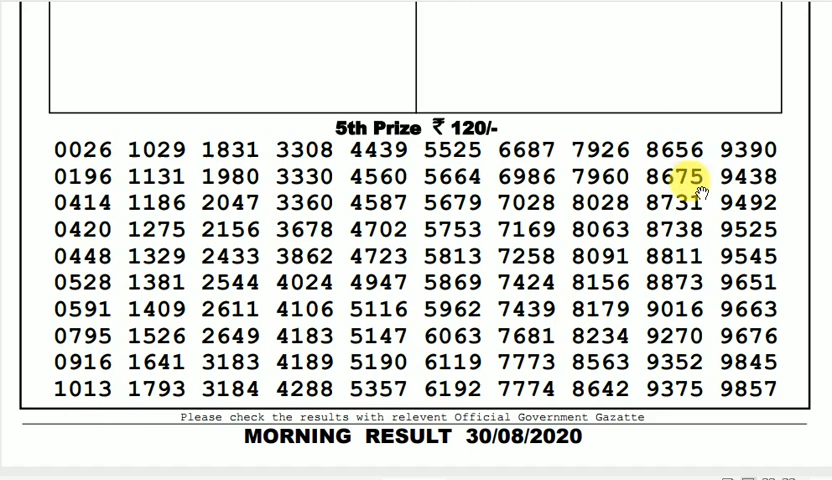 5th Prize ₹ 120/-
0026 1029 1831 3308 4439 5525 6687 7926 8656 9390
0196 1131 1980 3330 4560 5664 6986 7960 8675 9438
0414 1186 2047 3360 4587 5679 7028 8028 8731 9492
0420 1275 2156 3678 4702 5753 7169 8063 8738 9525
0448 1329 2433 3862 4723 5813 7258 8091 8811 9545
0528 1381 2544 4024 4947 5869 7424 8156 8873 9651
0591 1409 2611 4106 5116 5962 7439 8179 9016 9663
0795 1526 2649 4183 5147 6063 7681 8234 9270 9676
0916 1641 3183 4189 5190 6119 7773 8563 9352 9845
1013 1793 3184 4288 5357 6192 7774 8642 9375 9857
Please check the results with relevent Official Government Gazatte
MORNING RESULT 30/08/2020